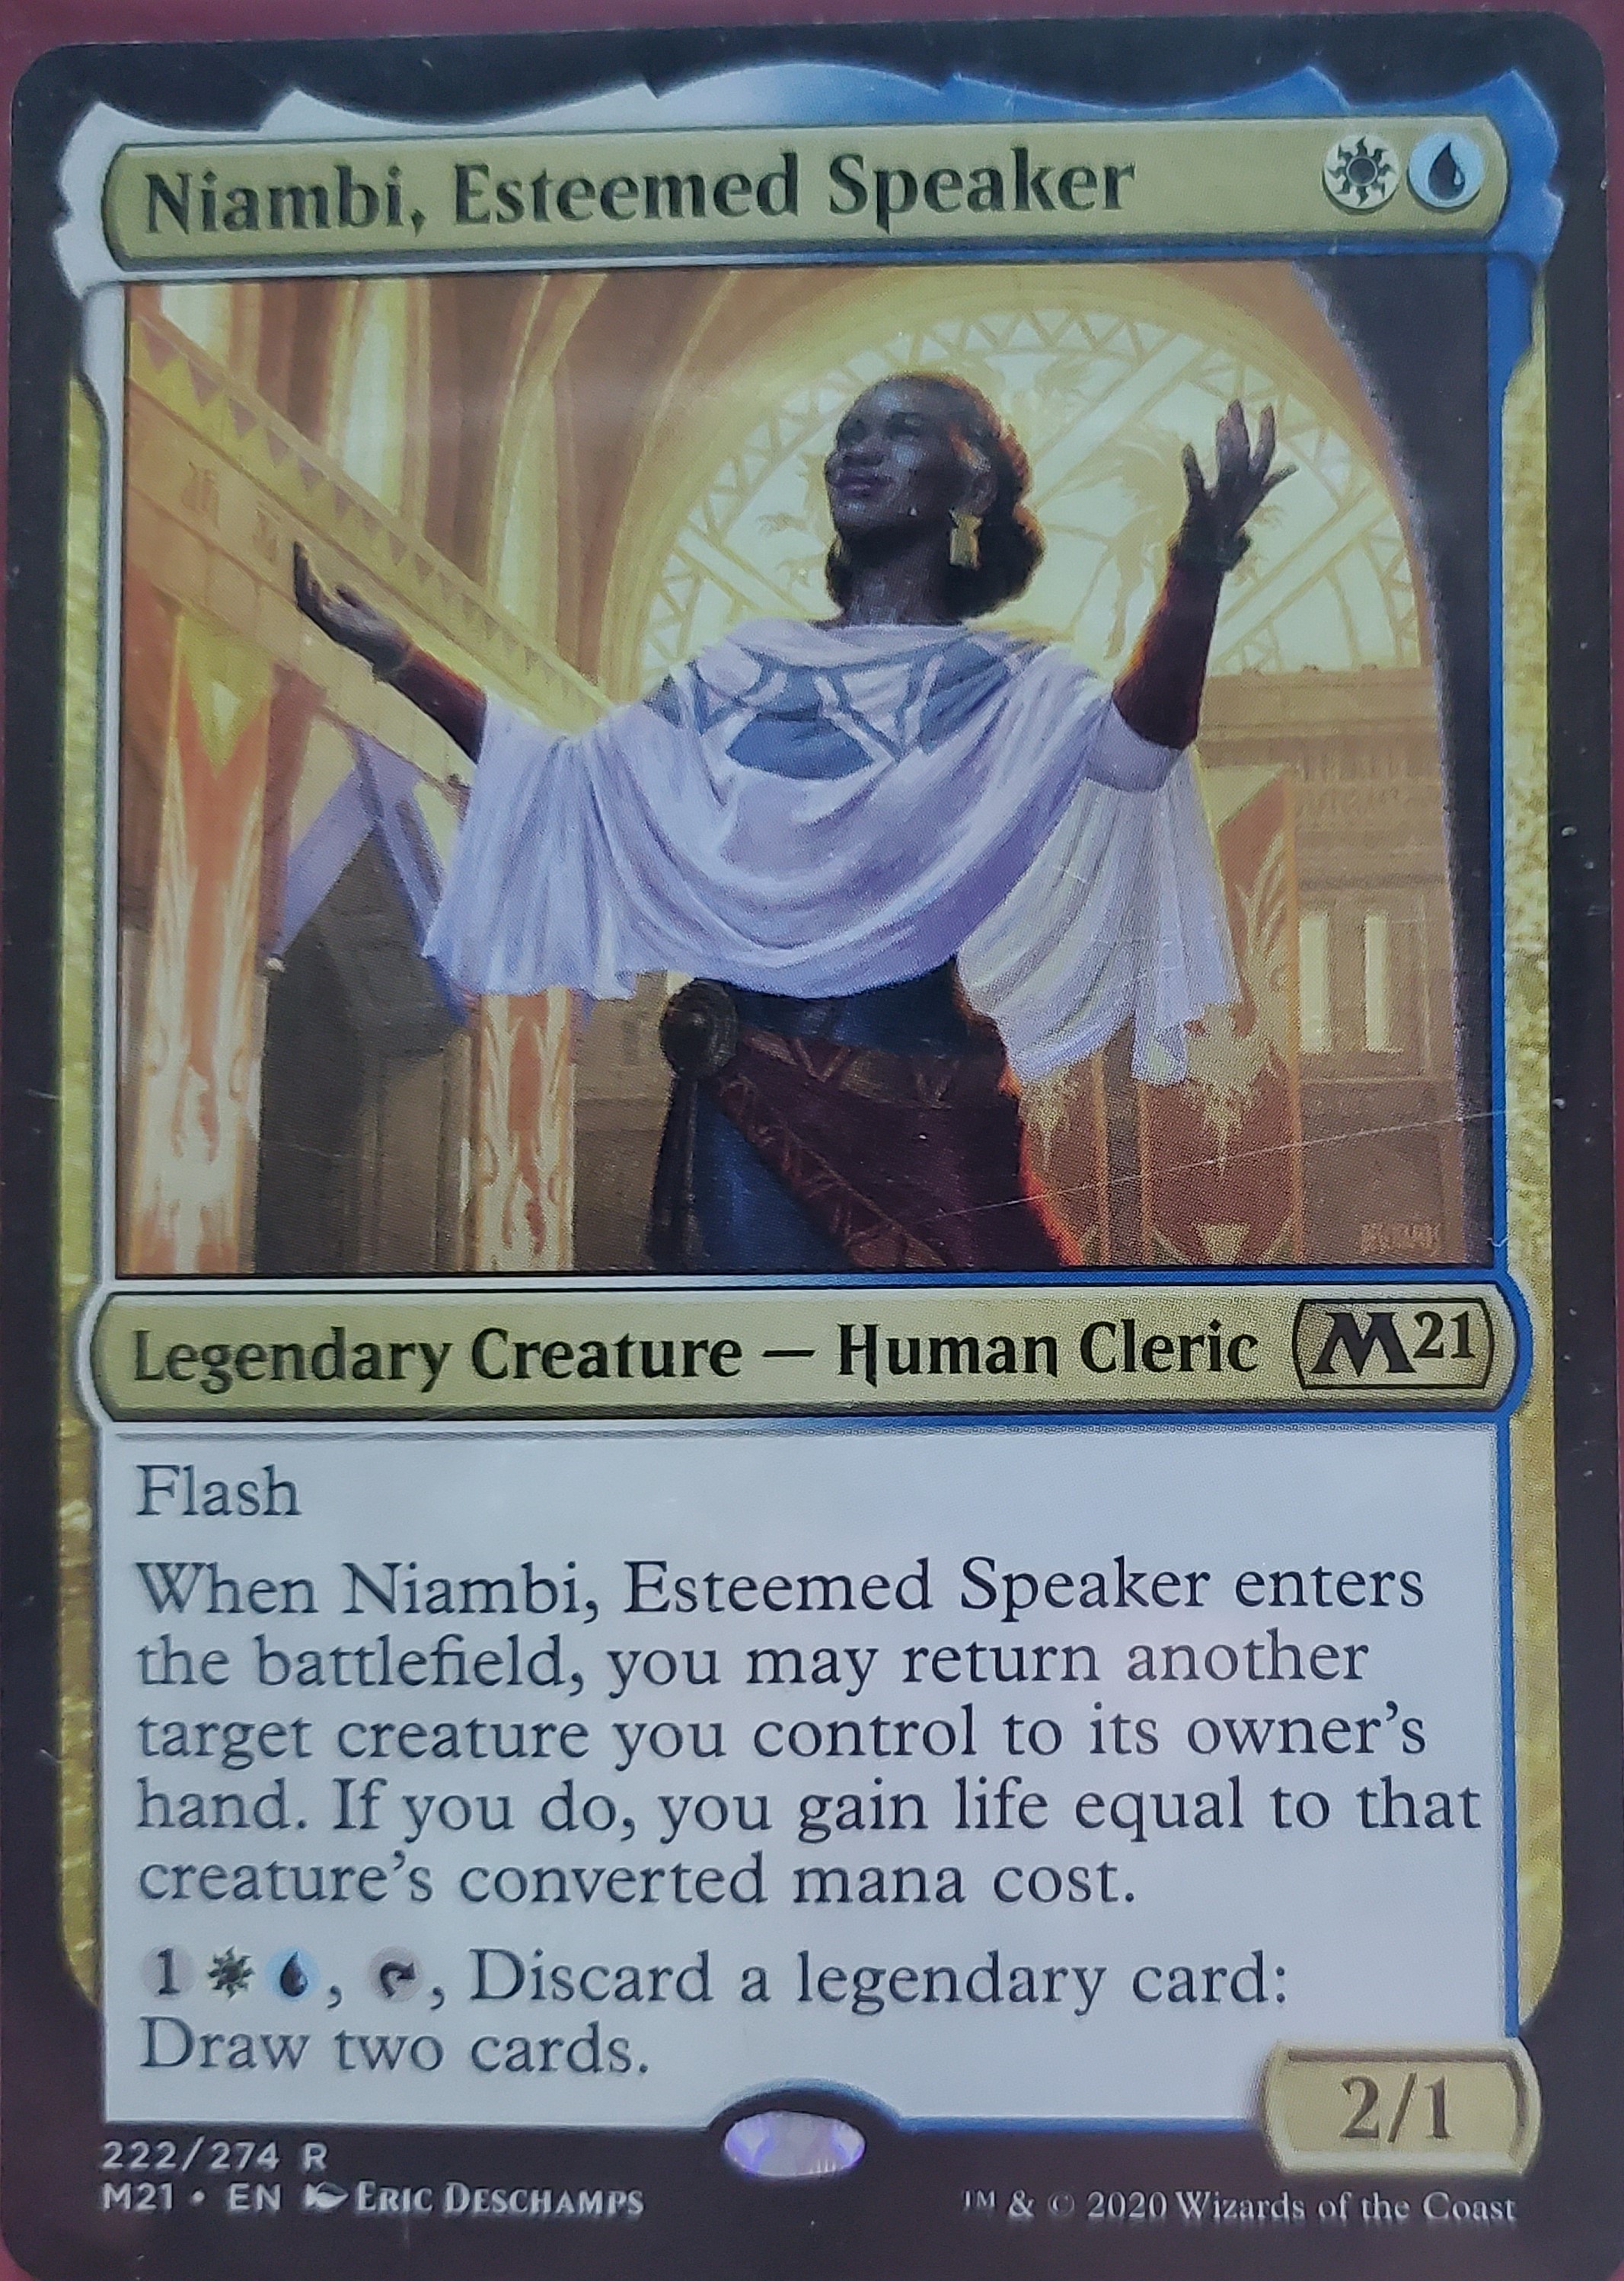 Niambi, Esteemed Speaker
Legendary Creature — Human Cleric M21
Flash
When Niambi, Esteemed Speaker enters
the battlefield, you may return another
target creature you control to its owner's
hand. If you do, you gain life equal to that
creature's converted mana cost.
1 , , Discard a legendary card:
Draw two cards.
2/1
222/274 R
M21 • EN Eric Deschamps
™ & © 2020 Wizards of the Coast